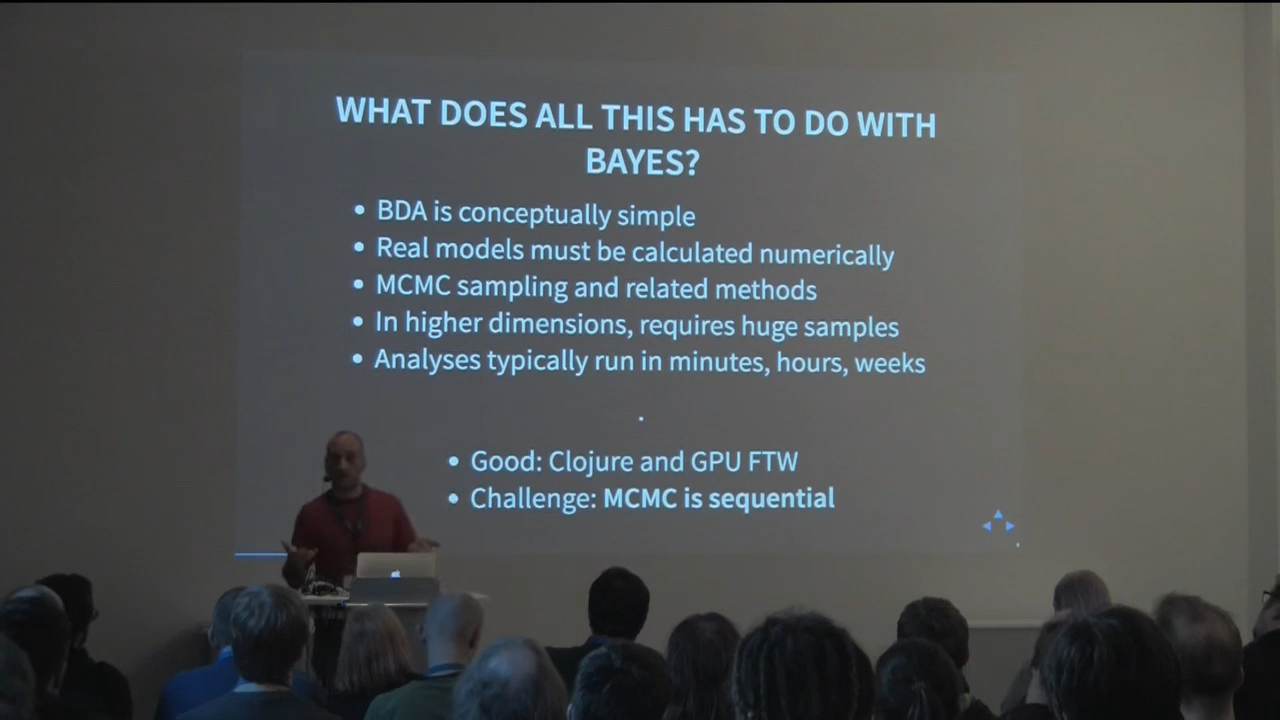 WHAT DOES ALL THIS HAS TO DO WITH
BAYES?
• BDA is conceptually simple
• Real models must be calculated numerically
• MCMC sampling and related methods
• In higher dimensions, requires huge samples
• Analyses typically run in minutes, hours, weeks
.
• Good: Clojure and GPU FTW
• Challenge: MCMC is sequential